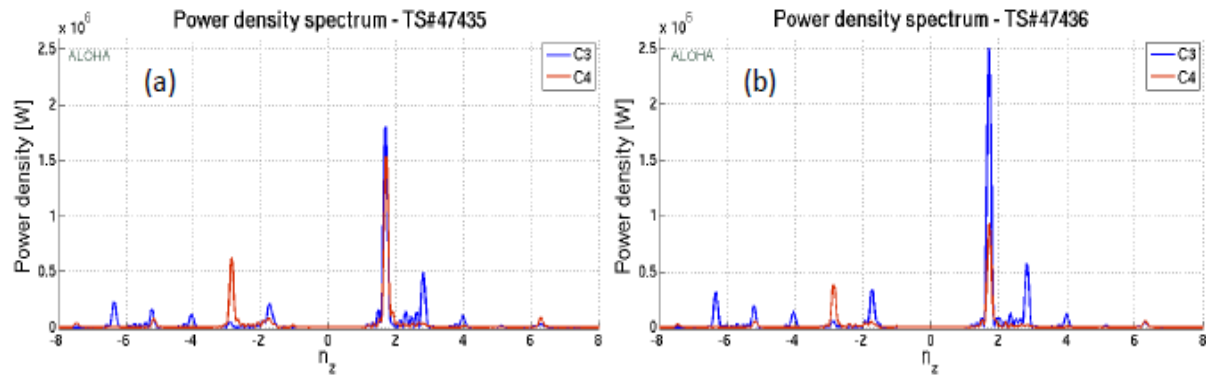 Power density spectrum - TS#47435
x 10^6
ALOHA
(a)
C3
C4
2.5
2
1.5
1
0.5
0
Power density [W]
-8 -6 -4 -2 0 2 4 6 8
n_z
Power density spectrum - TS#47436
x 10^6
ALOHA
(b)
C3
C4
2.5
2
1.5
1
0.5
0
Power density [W]
-8 -6 -4 -2 0 2 4 6 8
n_z